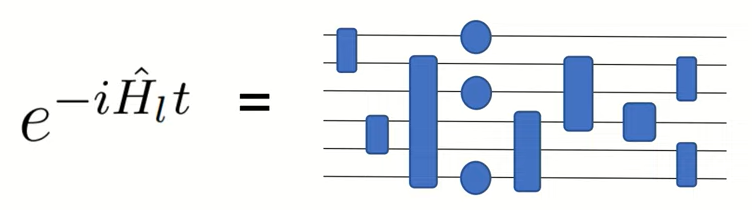 e^{-i\hat{H}_l t} =